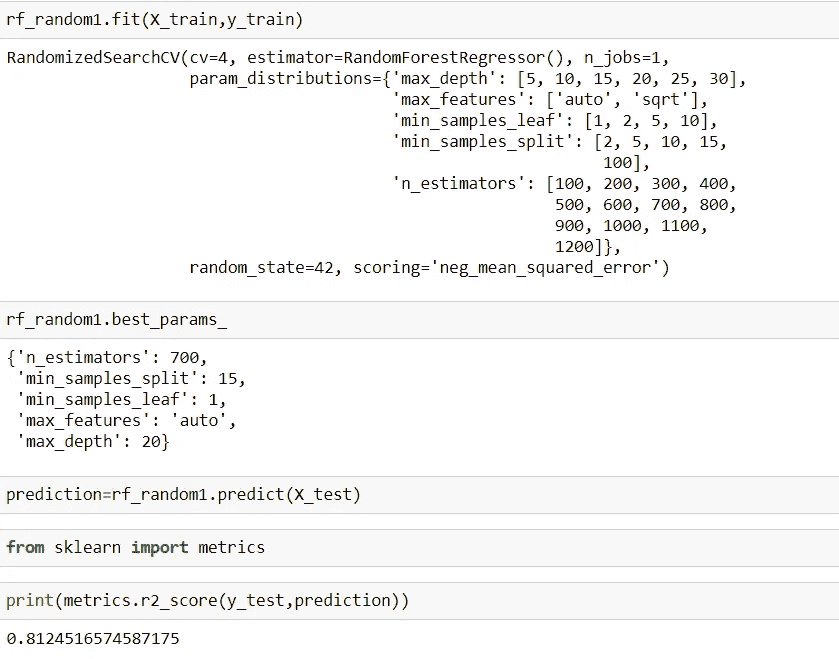 rf_random1.fit(X_train,y_train)
RandomizedSearchCV(cv=4, estimator=RandomForestRegressor(), n_jobs=1,
                   param_distributions={'max_depth': [5, 10, 15, 20, 25, 30],
                                        'max_features': ['auto', 'sqrt'],
                                        'min_samples_leaf': [1, 2, 5, 10],
                                        'min_samples_split': [2, 5, 10, 15,
                                                              100],
                                        'n_estimators': [100, 200, 300, 400,
                                                         500, 600, 700, 800,
                                                         900, 1000, 1100,
                                                         1200]},
                   random_state=42, scoring='neg_mean_squared_error')
rf_random1.best_params_
{'n_estimators': 700,
 'min_samples_split': 15,
 'min_samples_leaf': 1,
 'max_features': 'auto',
 'max_depth': 20}
prediction=rf_random1.predict(X_test)
from sklearn import metrics
print(metrics.r2_score(y_test,prediction))
0.8124516574587175